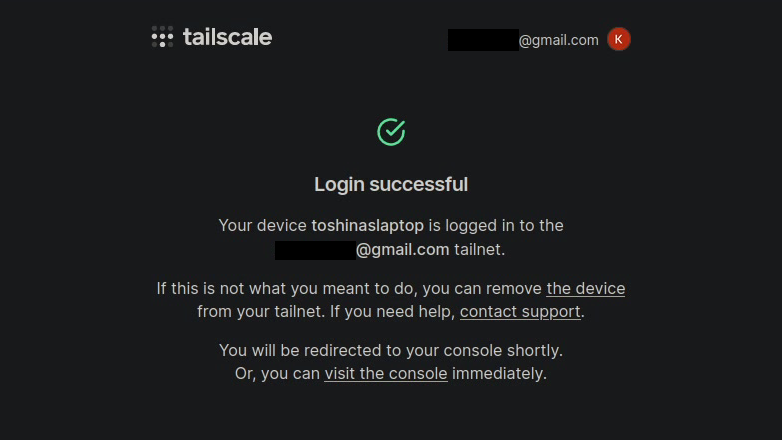 tailscale
@gmail.com K
Login successful
Your device toshinaslaptop is logged in to the
@gmail.com tailnet.
If this is not what you meant to do, you can remove the device
from your tailnet. If you need help, contact support.
You will be redirected to your console shortly.
Or, you can visit the console immediately.